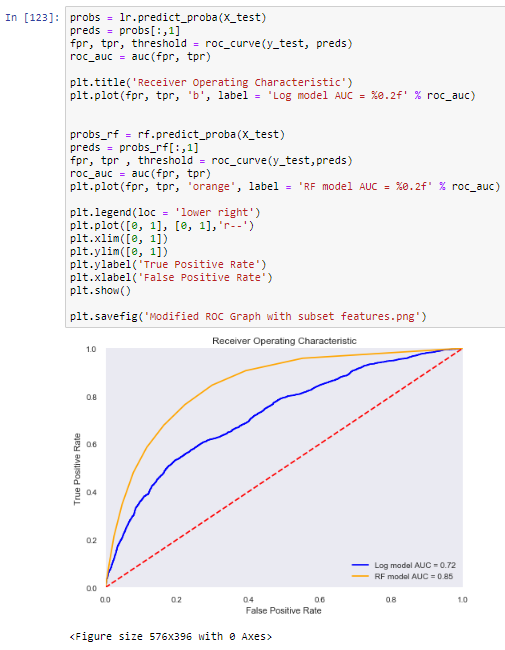 In [123]: probs = lr.predict_proba(X_test)
preds = probs[:,1]
fpr, tpr, threshold = roc_curve(y_test, preds)
roc_auc = auc(fpr, tpr)
plt.title('Receiver Operating Characteristic')
plt.plot(fpr, tpr, 'b', label = 'Log model AUC = %0.2f' % roc_auc)
probs_rf = rf.predict_proba(X_test)
preds = probs_rf[:,1]
fpr, tpr , threshold = roc_curve(y_test,preds)
roc_auc = auc(fpr, tpr)
plt.plot(fpr, tpr, 'orange', label = 'RF model AUC = %0.2f' % roc_auc)
plt.legend(loc = 'lower right')
plt.plot([0, 1], [0, 1],'r--')
plt.xlim([0, 1])
plt.ylim([0, 1])
plt.ylabel('True Positive Rate')
plt.xlabel('False Positive Rate')
plt.show()
plt.savefig('Modified ROC Graph with subset features.png')
Receiver Operating Characteristic
1.0
0.8
0.6
0.4
0.2
0.0
True Positive Rate
Log model AUC = 0.72
RF model AUC = 0.85
0.0 0.2 0.4 0.6 0.8 1.0
False Positive Rate
<Figure size 576x396 with 0 Axes>